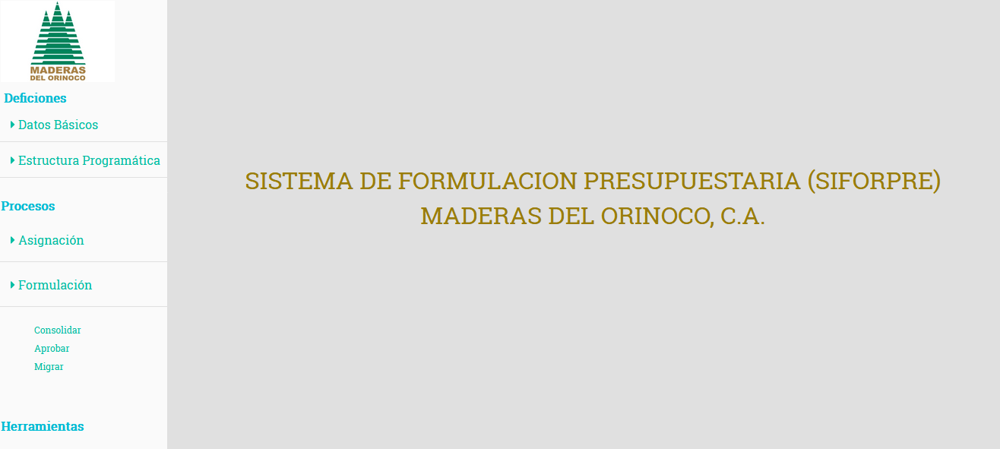 MADERAS
DEL ORINOCO
Deficiones
Datos Básicos
Estructura Programática
Procesos
Asignación
Formulación
Consolidar
Aprobar
Migrar
Herramientas
SISTEMA DE FORMULACION PRESUPUESTARIA (SIFORPRE)
MADERAS DEL ORINOCO, C.A.